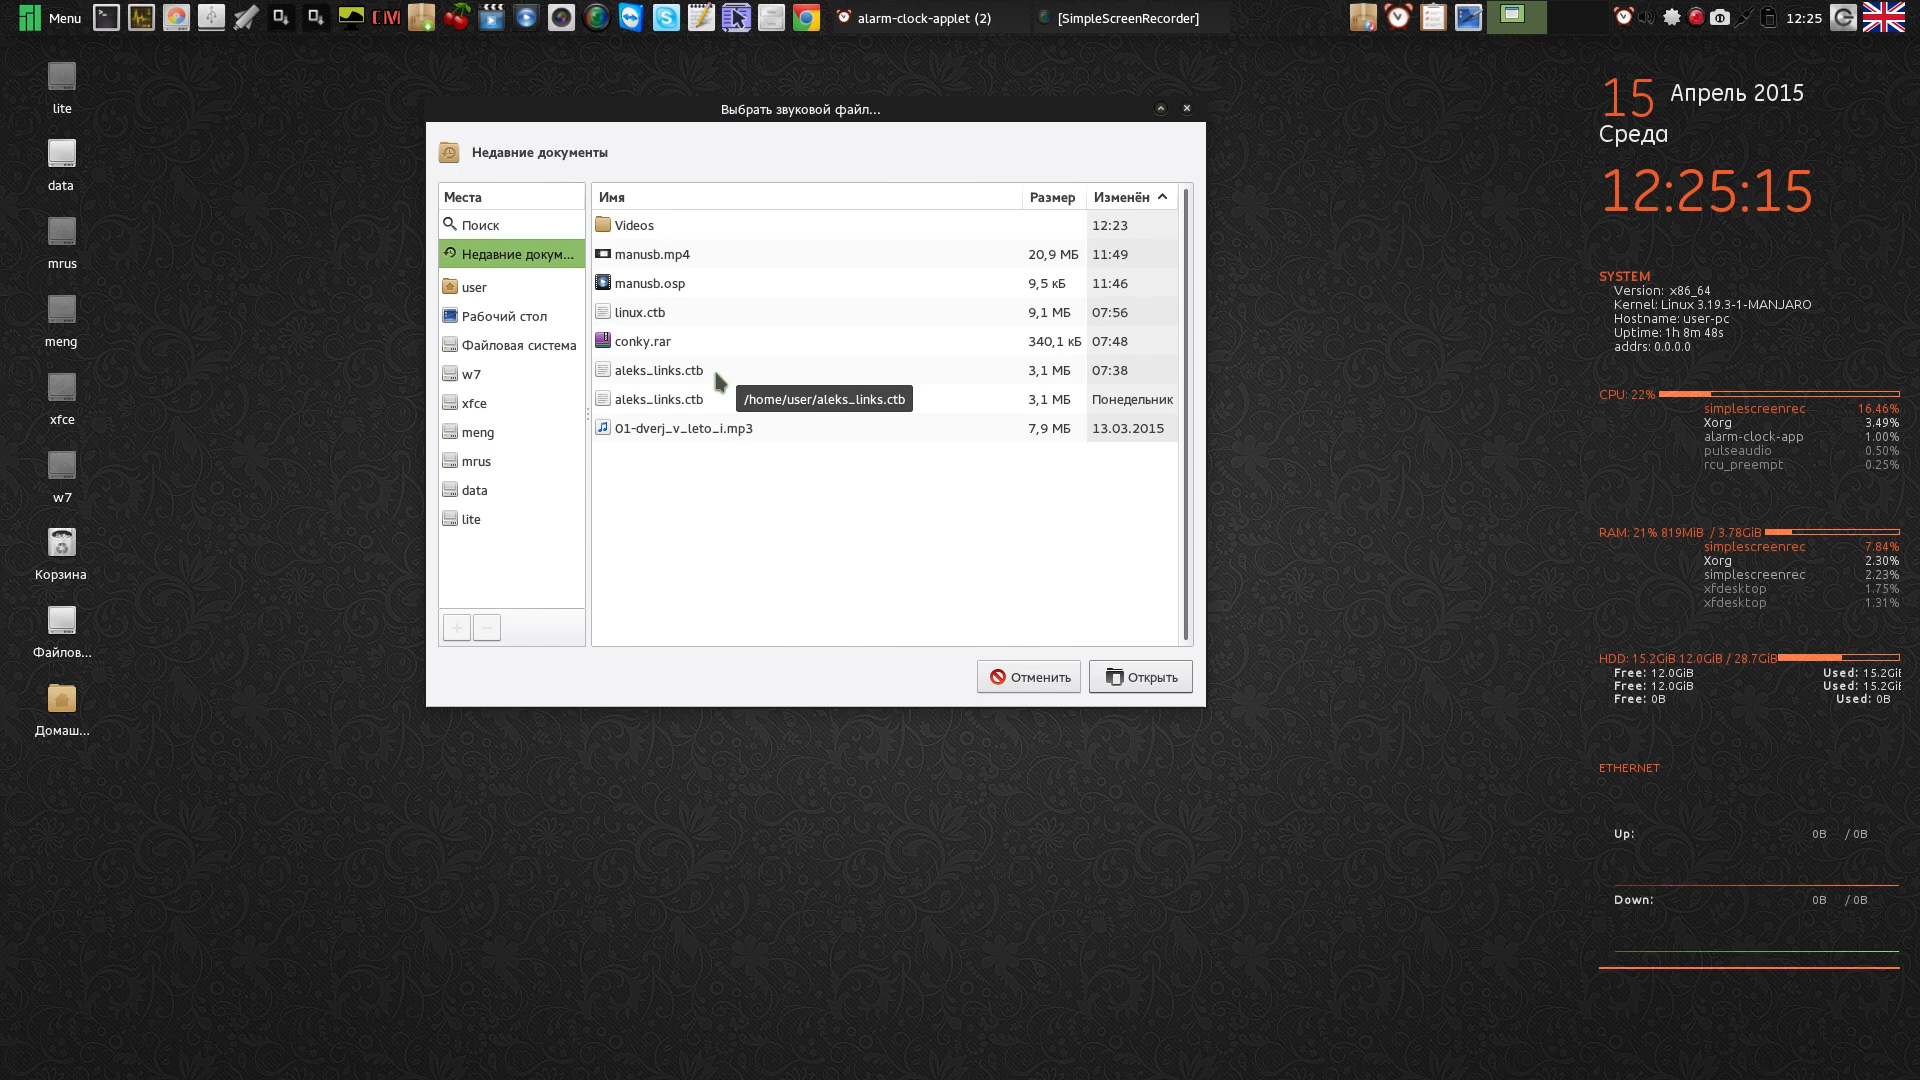 Menu
CM
alarm-clock-applet (2)
[SimpleScreenRecorder]
12:25
lite
data
mrus
meng
xfce
w7
Корзина
Файлов...
Домаш...
Выбрать звуковой файл...
Недавние документы
Места
Поиск
Недавние докум...
user
Рабочий стол
Файловая система
w7
xfce
meng
mrus
data
lite
Имя Размер Изменён
Videos 12:23
manusb.mp4 20,9 МБ 11:49
manusb.osp 9,5 кБ 11:46
linux.ctb 9,1 МБ 07:56
conky.rar 340,1 кБ 07:48
aleks_links.ctb 3,1 МБ 07:38
aleks_links.ctb 3,1 МБ Понедельник
/home/user/aleks_links.ctb
01-dverj_v_leto_i.mp3 7,9 МБ 13.03.2015
Отменить
Открыть
15 Апрель 2015
Среда
12:25:15
SYSTEM
Version: x86_64
Kernel: Linux 3.19.3-1-MANJARO
Hostname: user-pc
Uptime: 1h 8m 48s
addrs: 0.0.0.0
CPU: 22%
simplescreenrec 16.46%
Xorg 3.49%
alarm-clock-app 1.00%
pulseaudio 0.50%
rcu_preempt 0.25%
RAM: 21% 819MiB / 3.78GiB
simplescreenrec 7.84%
Xorg 2.30%
simplescreenrec 2.23%
xfdesktop 1.75%
xfdesktop 1.31%
HDD: 15.2GiB 12.0GiB / 28.7GiB
Free: 12.0GiB Used: 15.2GiB
Free: 12.0GiB Used: 15.2GiB
Free: 0B Used: 0B
ETHERNET
Up: 0B / 0B
Down: 0B / 0B